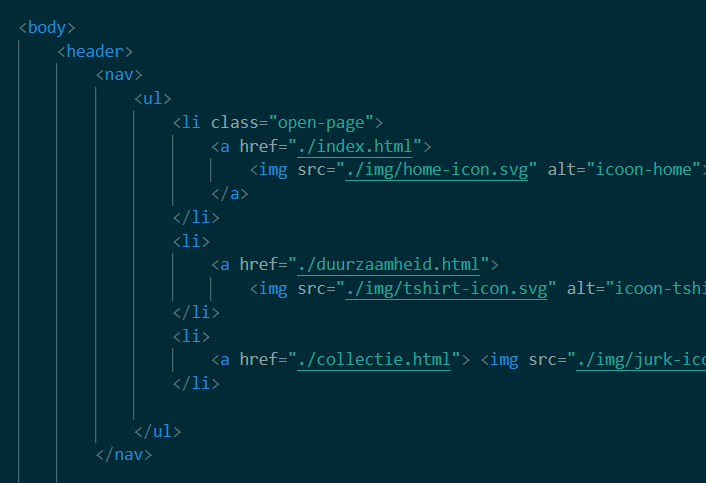 <body>
<header>
<nav>
<ul>
<li class="open-page">
<a href="./index.html">
<img src="./img/home-icon.svg" alt="icoon-home">
</a>
</li>
<li>
<a href="./duurzaamheid.html">
<img src="./img/tshirt-icon.svg" alt="icoon-tshi
</li>
<li>
<a href="./collectie.html"> <img src="./img/jurk-ico
</li>
</ul>
</nav>